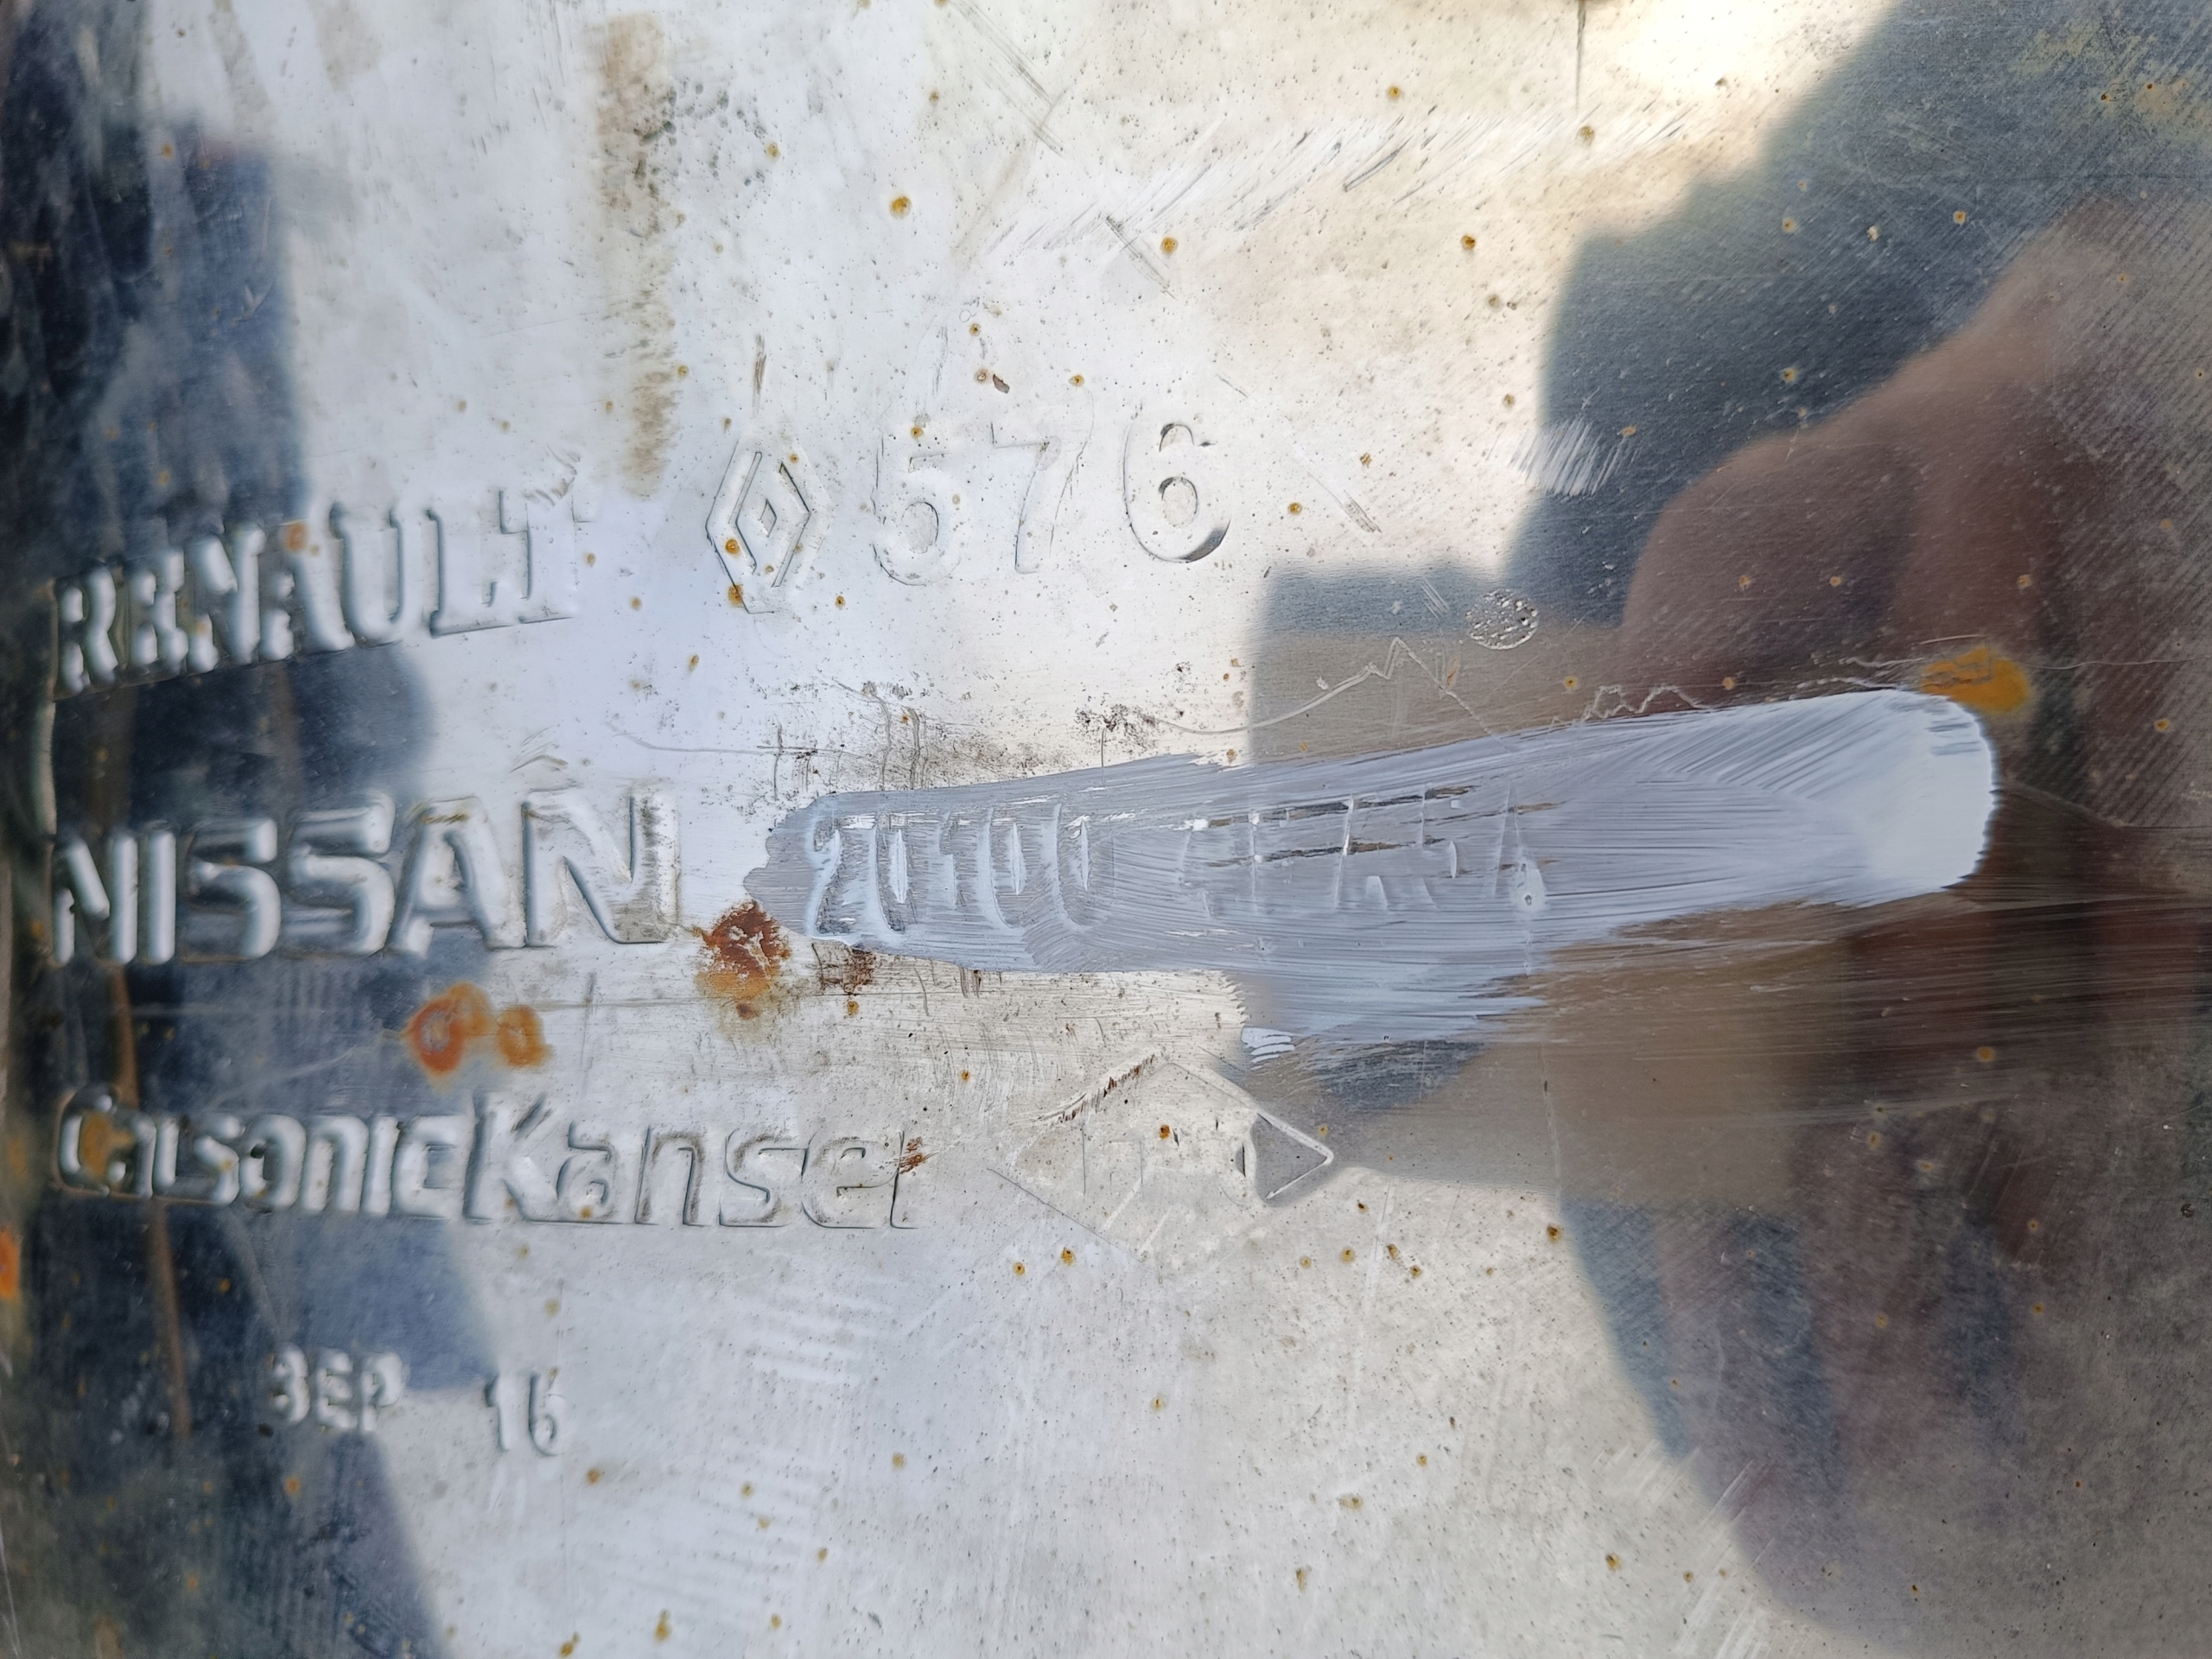 RENAULT 576
NISSAN 20100
CalsonicKansei
SEP 16